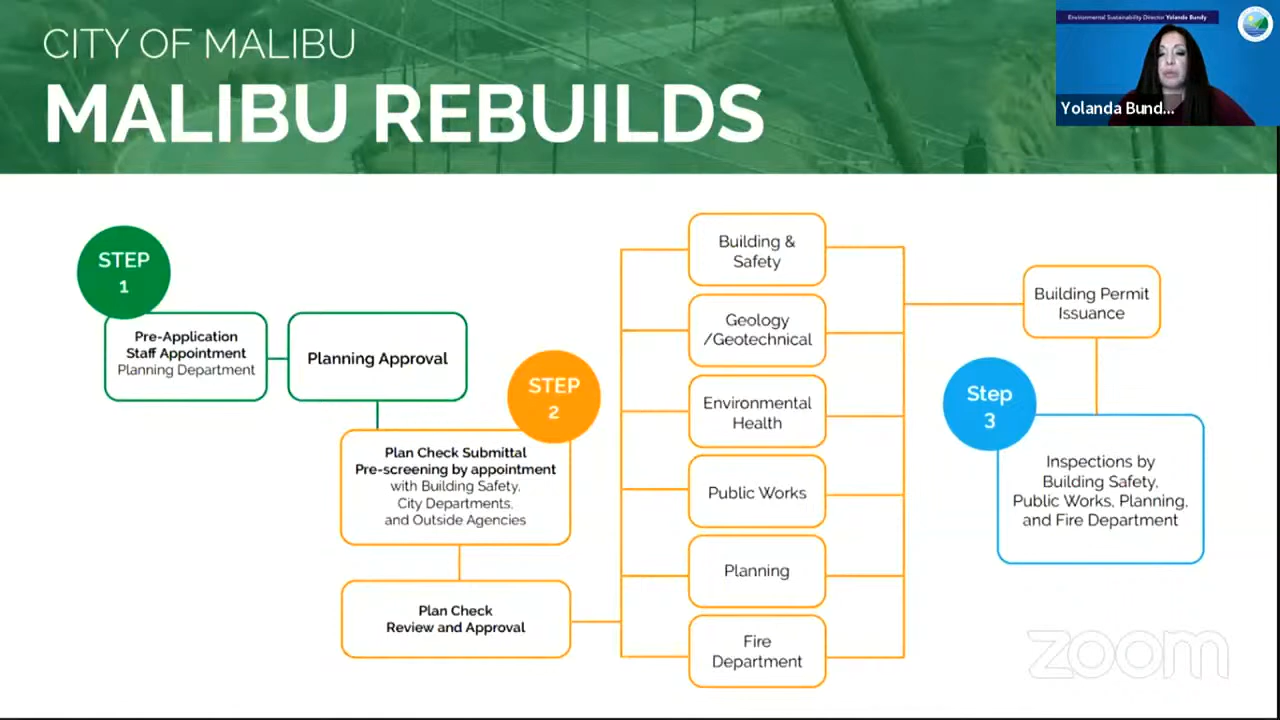 CITY OF MALIBU
MALIBU REBUILDS
Environmental Sustainability Director Yolanda Bundy
Yolanda Bund...
STEP
1
Pre-Application
Staff Appointment
Planning Department
Planning Approval
STEP
2
Plan Check Submittal
Pre-screening by appointment
with Building Safety,
City Departments,
and Outside Agencies
Plan Check
Review and Approval
Building &
Safety
Geology
/Geotechnical
Environmental
Health
Public Works
Planning
Fire
Department
Building Permit
Issuance
Step
3
Inspections by
Building Safety,
Public Works, Planning,
and Fire Department
zoom